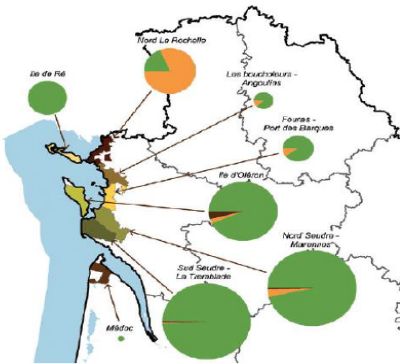 Nord La Rochelle
Ile de Ré
Les boucholeurs -
Angoulins
Fouras -
Port des Barques
Ile d'Oléron
Nord Seudre -
Marennes
Sud Seudre -
La Tremblade
Médoc